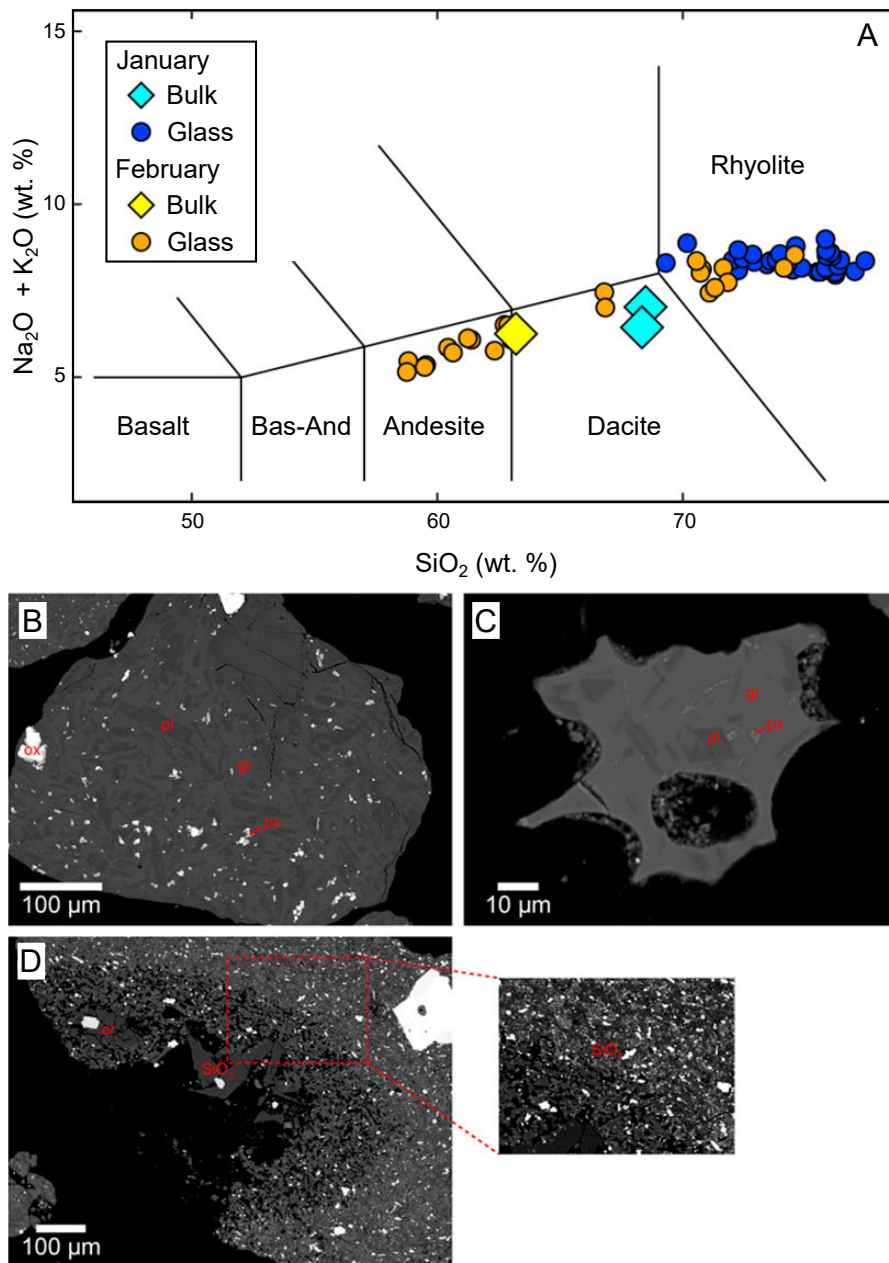 A
January
Bulk
Glass
February
Bulk
Glass
Rhyolite
Basalt
Bas-And
Andesite
Dacite
15
10
5
Na₂O + K₂O (wt. %)
50
60
70
SiO₂ (wt. %)
B
pl
ox
gl
px
100 µm
C
gl
pl
px
10 µm
D
cr
SiO₂
100 µm
SiO₂